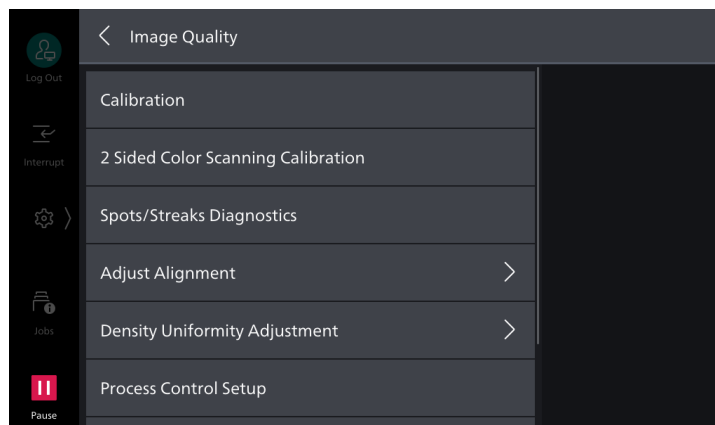 Image Quality
Log Out
Calibration
Interrupt
2 Sided Color Scanning Calibration
Spots/Streaks Diagnostics
Adjust Alignment
Jobs
Density Uniformity Adjustment
Process Control Setup
Pause